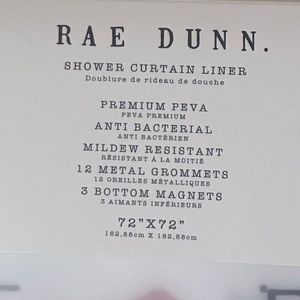 RAE DUNN.
SHOWER CURTAIN LINER
Doublure de rideau de douche
PREMIUM PEVA
PEVA PREMIUM
ANTI BACTERIAL
ANTI BACTÉRIEN
MILDEW RESISTANT
RÉSISTANT À LA MOITIÉ
12 METAL GROMMETS
12 OREILLES MÉTALLIQUES
3 BOTTOM MAGNETS
3 AIMANTS INFÉRIEURS
72"X72"
182,88cm X 182,88cm